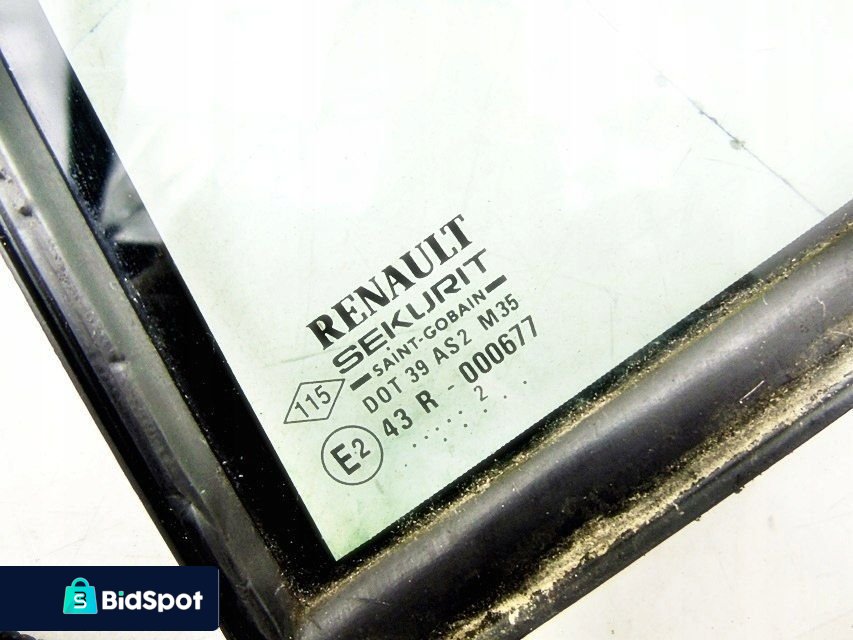 RENAULT
SEKURIT
SAINT-GOBAIN
DOT 39 AS2 M35
115
E2 43 R - 000677
..... 2 ..
BidSpot